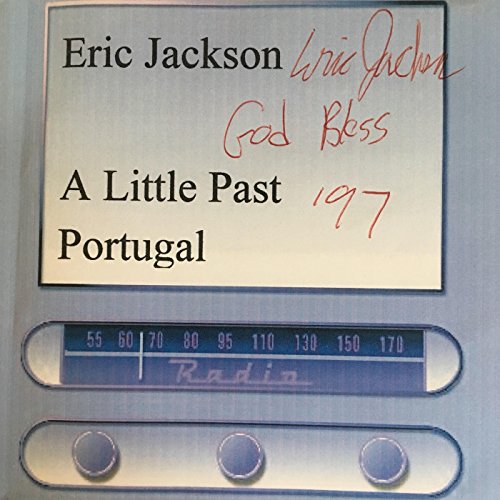 Eric Jackson Eric Jackson
God Bless
A Little Past '97
Portugal
55 60 70 80 95 110 130 150 170
Radio